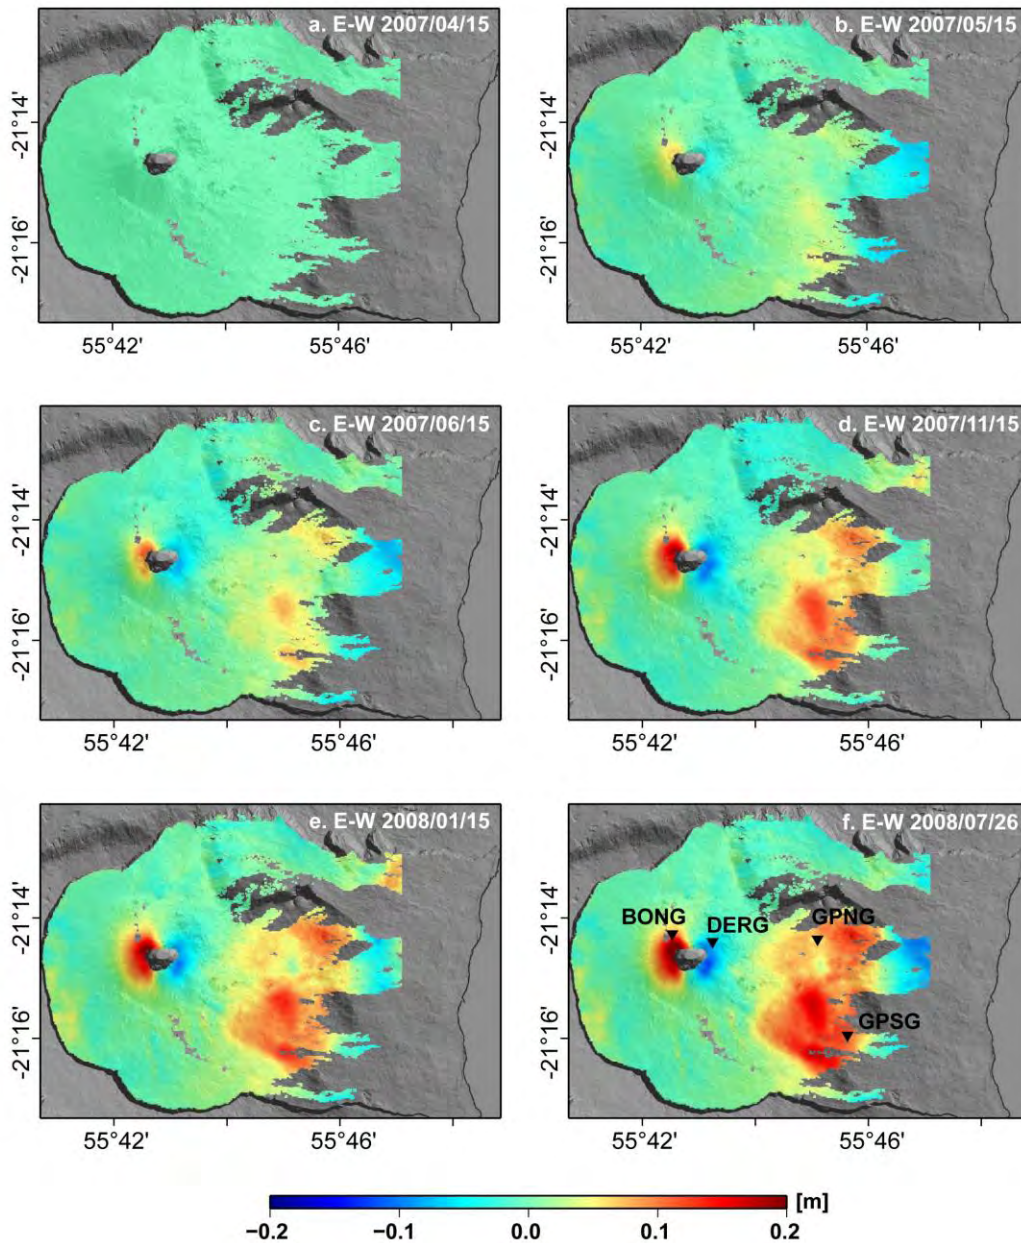 a. E-W 2007/04/15
b. E-W 2007/05/15
-21°14'
-21°16'
-21°14'
-21°16'
55°42'
55°46'
55°42'
55°46'
c. E-W 2007/06/15
d. E-W 2007/11/15
-21°14'
-21°16'
-21°14'
-21°16'
55°42'
55°46'
55°42'
55°46'
e. E-W 2008/01/15
f. E-W 2008/07/26
-21°14'
-21°16'
-21°14'
-21°16'
BONG
DERG
GPNG
GPSG
55°42'
55°46'
55°42'
55°46'
[m]
−0.2 −0.1 0.0 0.1 0.2